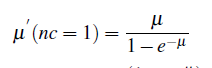 μ′(nc = 1) = μ / (1 − e^−μ)